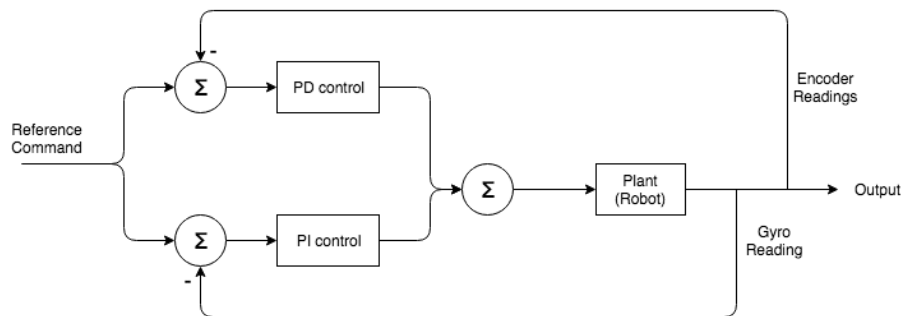 -
Σ
PD control
Encoder
Readings
Reference
Command
Σ
Plant
(Robot)
Output
Σ
PI control
Gyro
Reading
-